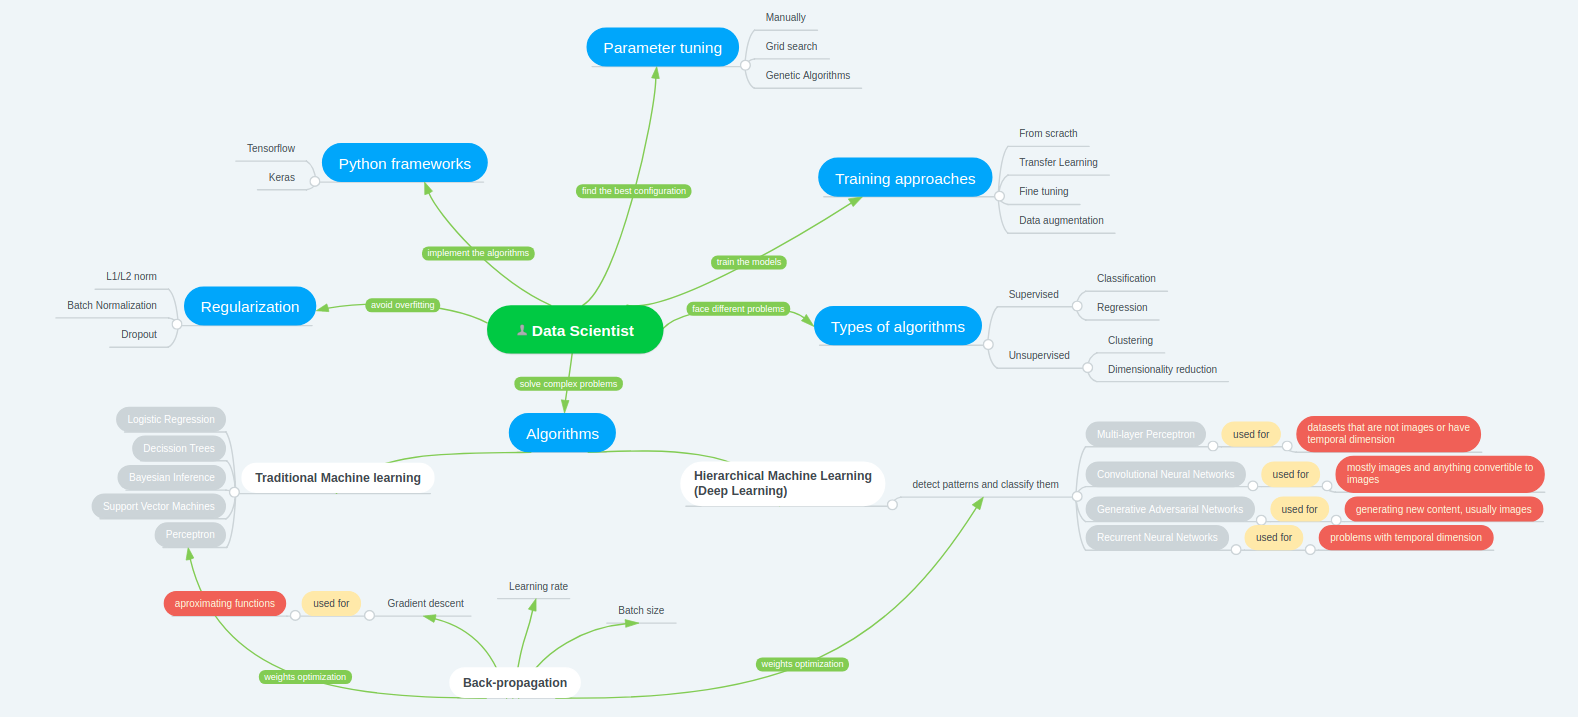 Parameter tuning
Manually
Grid search
Genetic Algorithms
Python frameworks
Tensorflow
Keras
find the best configuration
Training approaches
From scracth
Transfer Learning
Fine tuning
Data augmentation
implement the algorithms
train the models
Regularization
L1/L2 norm
Batch Normalization
Dropout
avoid overfitting
Data Scientist
face different problems
Types of algorithms
Supervised
Classification
Regression
Unsupervised
Clustering
Dimensionality reduction
solve complex problems
Algorithms
Traditional Machine learning
Logistic Regression
Decission Trees
Bayesian Inference
Support Vector Machines
Perceptron
Hierarchical Machine Learning
(Deep Learning)
detect patterns and classify them
Multi-layer Perceptron
used for
datasets that are not images or have
temporal dimension
Convolutional Neural Networks
used for
mostly images and anything convertible to
images
Generative Adversarial Networks
used for
generating new content, usually images
Recurrent Neural Networks
used for
problems with temporal dimension
aproximating functions
used for
Gradient descent
Learning rate
Batch size
weights optimization
Back-propagation
weights optimization